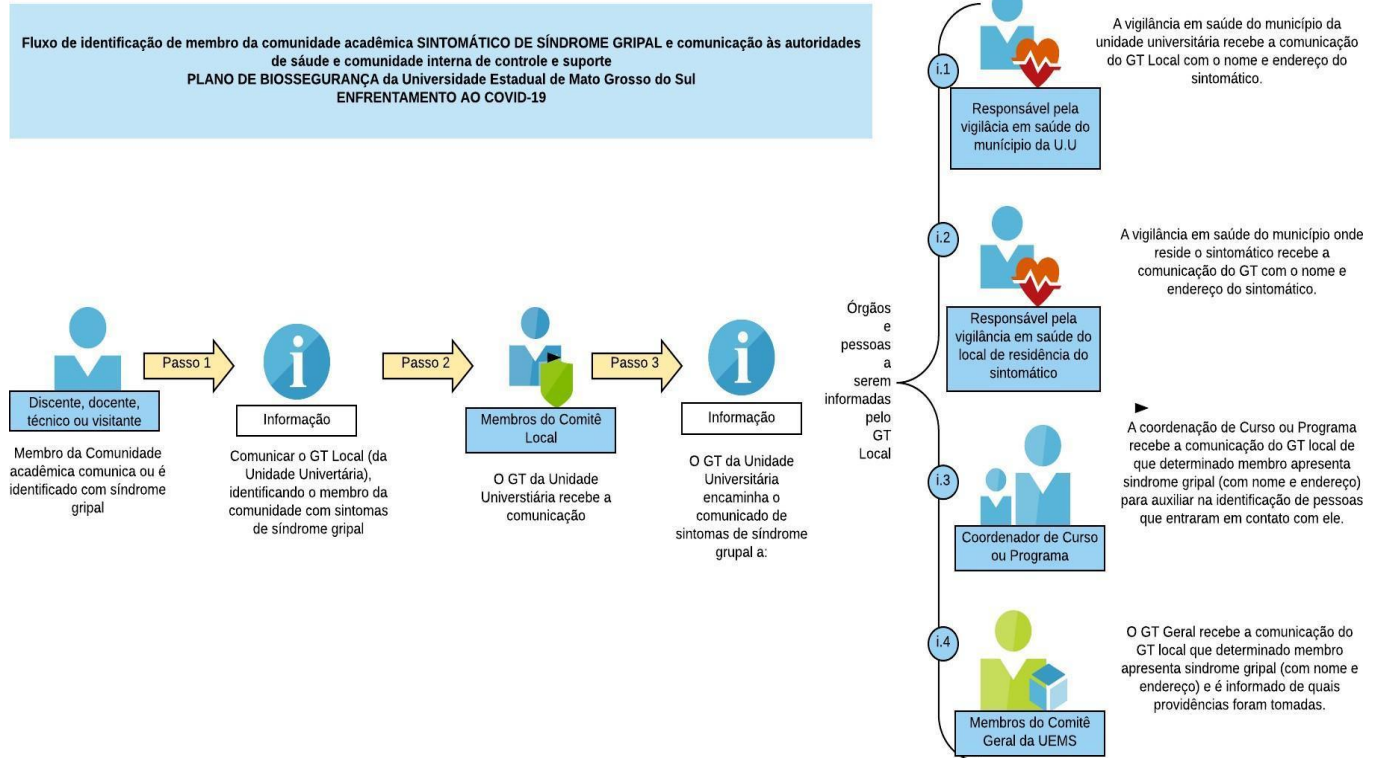 Fluxo de identificação de membro da comunidade acadêmica SINTOMÁTICO DE SÍNDROME GRIPAL e comunicação às autoridades
de sáude e comunidade interna de controle e suporte
PLANO DE BIOSSEGURANÇA da Universidade Estadual de Mato Grosso do Sul
ENFRENTAMENTO AO COVID-19
Discente, docente,
técnico ou visitante
Membro da Comunidade
acadêmica comunica ou é
identificado com síndrome
gripal
Passo 1
Informação
Comunicar o GT Local (da
Unidade Univertária),
identificando o membro da
comunidade com sintomas
de síndrome gripal
Passo 2
Membros do Comitê
Local
O GT da Unidade
Universtiária recebe a
comunicação
Passo 3
Informação
O GT da Unidade
Universitária
encaminha o
comunicado de
sintomas de síndrome
grupal a:
Órgãos
e
pessoas
a
serem
informadas
pelo
GT
Local
i.1
Responsável pela
vigilâcia em saúde do
munícipio da U.U
A vigilância em saúde do município da
unidade universitária recebe a comunicação
do GT Local com o nome e endereço do
sintomático.
i.2
Responsável pela
vigilância em saúde do
local de residência do
sintomático
A vigilância em saúde do município onde
reside o sintomático recebe a
comunicação do GT com o nome e
endereço do sintomático.
i.3
Coordenador de Curso
ou Programa
A coordenação de Curso ou Programa
recebe a comunicação do GT local de
que determinado membro apresenta
sindrome gripal (com nome e endereço)
para auxiliar na identificação de pessoas
que entraram em contato com ele.
i.4
Membros do Comitê
Geral da UEMS
O GT Geral recebe a comunicação do
GT local que determinado membro
apresenta sindrome gripal (com nome e
endereço) e é informado de quais
providências foram tomadas.